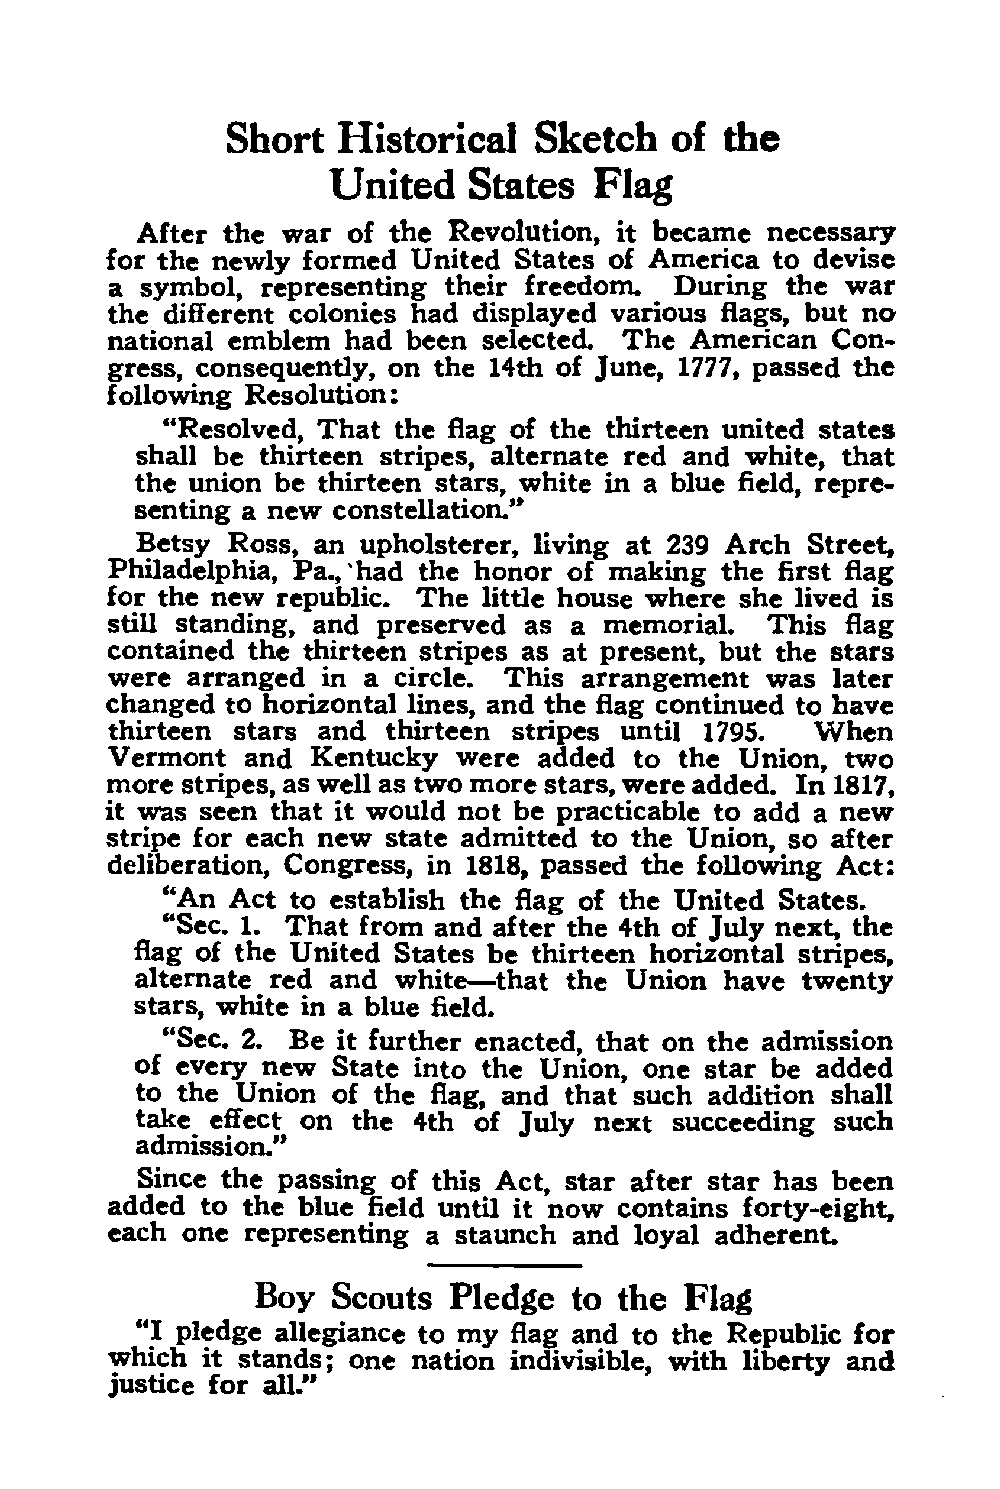 Short Historical Sketch of the
United States Flag
After the war of the Revolution, it became necessary
for the newly formed United States of America to devise
a symbol, representing their freedom. During the war
the different colonies had displayed various flags, but no
national emblem had been selected. The American Con-
gress, consequently, on the 14th of June, 1777, passed the
following Resolution:
“Resolved, That the flag of the thirteen united states
shall be thirteen stripes, alternate red and white, that
the union be thirteen stars, white in a blue field, repre-
senting a new constellation.”
Betsy Ross, an upholsterer, living at 239 Arch Street,
Philadelphia, Pa., had the honor of making the first flag
for the new republic. The little house where she lived is
still standing, and preserved as a memorial. This flag
contained the thirteen stripes as at present, but the stars
were arranged in a circle. This arrangement was later
changed to horizontal lines, and the flag continued to have
thirteen stars and thirteen stripes until 1795. When
Vermont and Kentucky were added to the Union, two
more stripes, as well as two more stars, were added. In 1817,
it was seen that it would not be practicable to add a new
stripe for each new state admitted to the Union, so after
deliberation, Congress, in 1818, passed the following Act:
“An Act to establish the flag of the United States.
“Sec. 1. That from and after the 4th of July next, the
flag of the United States be thirteen horizontal stripes,
alternate red and white—that the Union have twenty
stars, white in a blue field.
“Sec. 2. Be it further enacted, that on the admission
of every new State into the Union, one star be added
to the Union of the flag, and that such addition shall
take effect on the 4th of July next succeeding such
admission.”
Since the passing of this Act, star after star has been
added to the blue field until it now contains forty-eight,
each one representing a staunch and loyal adherent.
Boy Scouts Pledge to the Flag
“I pledge allegiance to my flag and to the Republic for
which it stands; one nation indivisible, with liberty and
justice for all.”